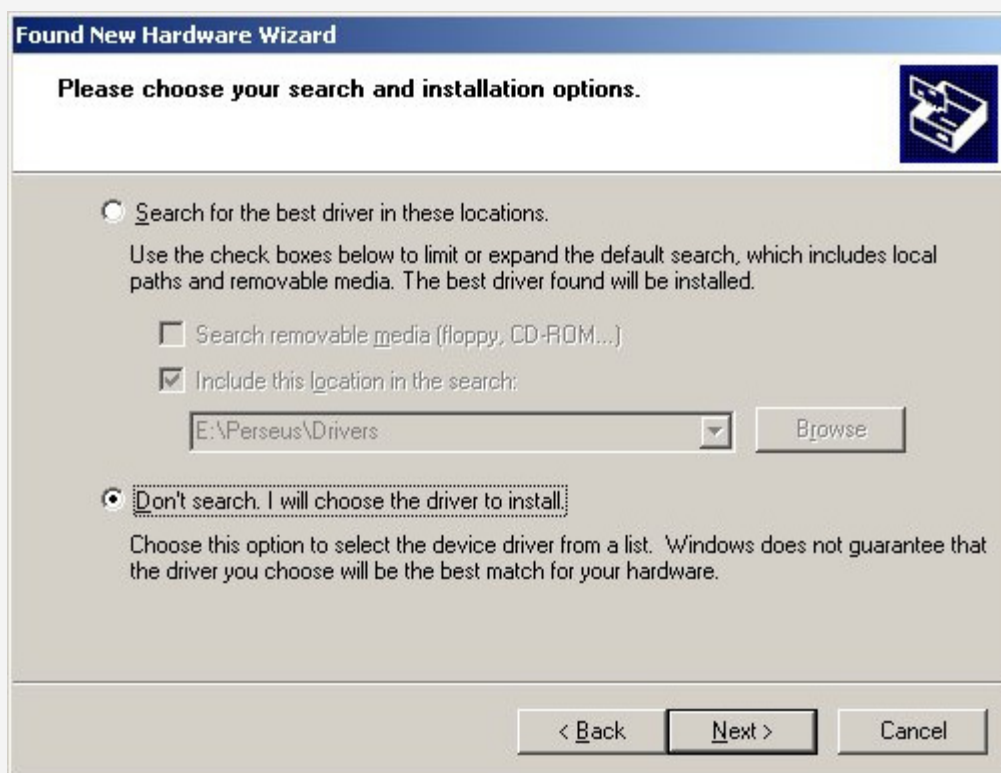 Found New Hardware Wizard
Please choose your search and installation options.
Search for the best driver in these locations.
Use the check boxes below to limit or expand the default search, which includes local
paths and removable media. The best driver found will be installed.
Search removable media (floppy, CD-ROM...)
Include this location in the search:
E:\Perseus\Drivers
Browse
Don't search. I will choose the driver to install.
Choose this option to select the device driver from a list.  Windows does not guarantee that
the driver you choose will be the best match for your hardware.
< Back
Next >
Cancel